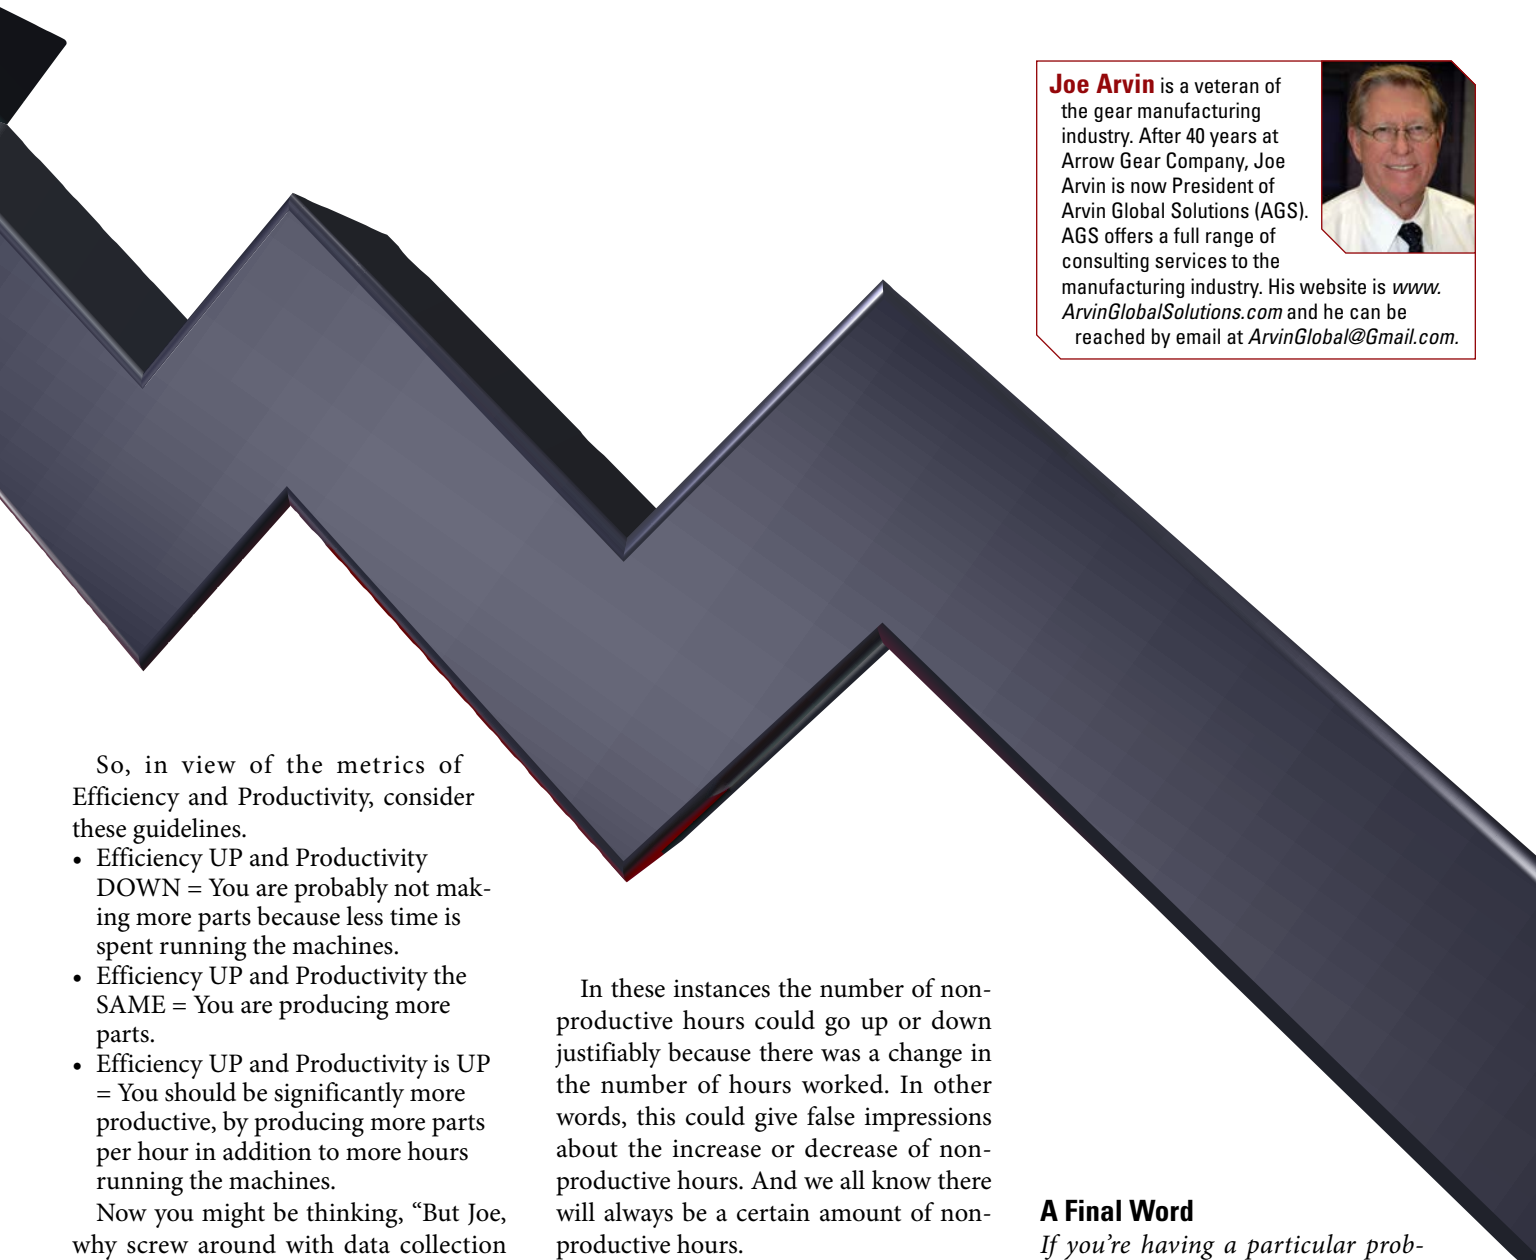 Joe Arvin is a veteran of
the gear manufacturing
industry. After 40 years at
Arrow Gear Company, Joe
Arvin is now President of
Arvin Global Solutions (AGS).
AGS offers a full range of
consulting services to the
manufacturing industry. His website is www.
ArvinGlobalSolutions.com and he can be
reached by email at ArvinGlobal@Gmail.com.
So, in view of the metrics of
Efficiency and Productivity, consider
these guidelines.
• Efficiency UP and Productivity
DOWN = You are probably not mak-
ing more parts because less time is
spent running the machines.
• Efficiency UP and Productivity the
SAME = You are producing more
parts.
• Efficiency UP and Productivity is UP
= You should be significantly more
productive, by producing more parts
per hour in addition to more hours
running the machines.
Now you might be thinking, “But Joe,
why screw around with data collection
In these instances the number of non-
productive hours could go up or down
justifiably because there was a change in
the number of hours worked. In other
words, this could give false impressions
about the increase or decrease of non-
productive hours. And we all know there
will always be a certain amount of non-
productive hours.
A Final Word
If you’re having a particular prob-